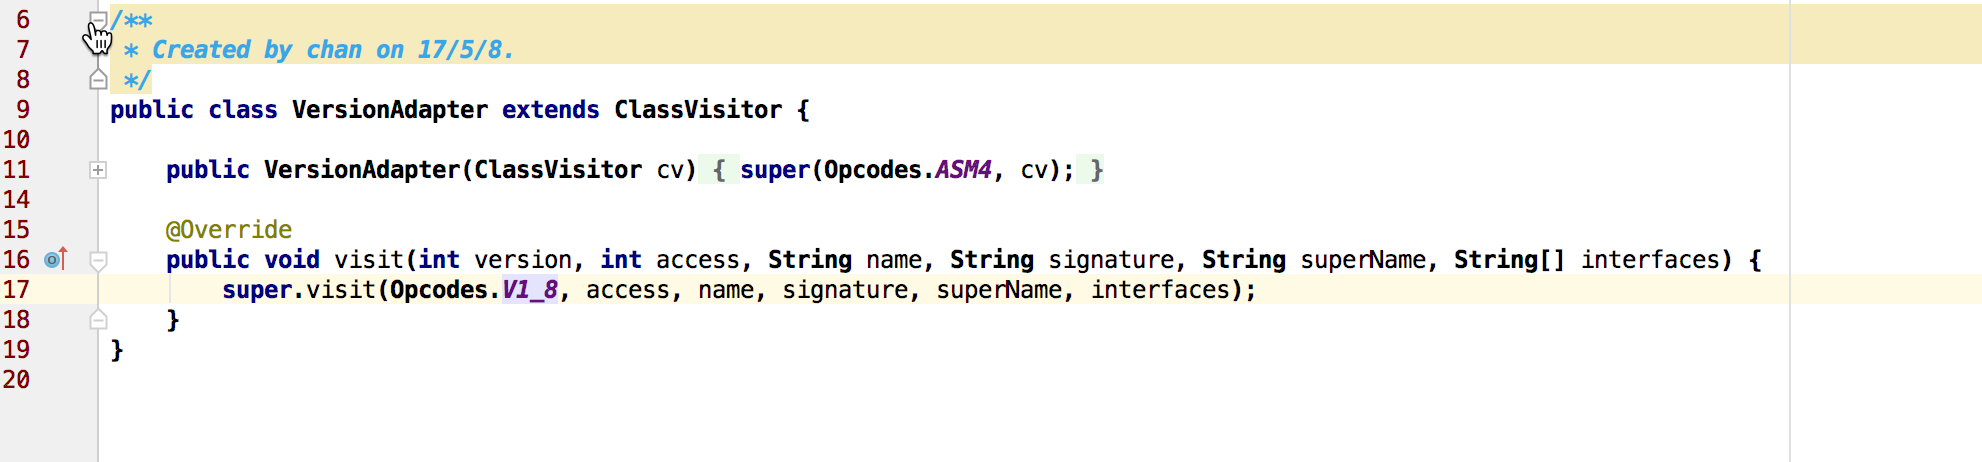 6 /**
7 * Created by chan on 17/5/8.
8 */
9 public class VersionAdapter extends ClassVisitor {
10
11 public VersionAdapter(ClassVisitor cv) { super(Opcodes.ASM4, cv); }
14
15 @Override
16 public void visit(int version, int access, String name, String signature, String superName, String[] interfaces) {
17 super.visit(Opcodes.V1_8, access, name, signature, superName, interfaces);
18 }
19 }
20